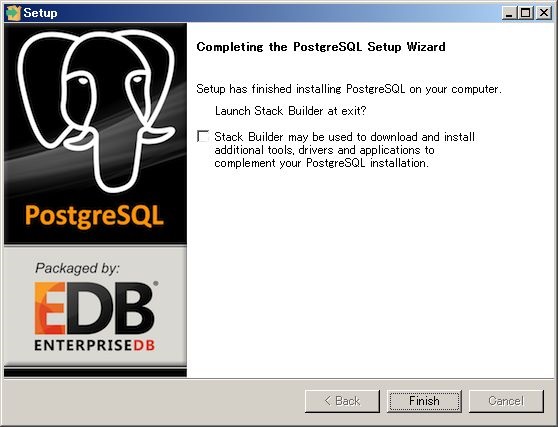 Setup
Completing the PostgreSQL Setup Wizard
Setup has finished installing PostgreSQL on your computer.
Launch Stack Builder at exit?
Stack Builder may be used to download and install
additional tools, drivers and applications to
complement your PostgreSQL installation.
PostgreSQL
Packaged by:
EDB®
ENTERPRISEDB
< Back
Finish
Cancel